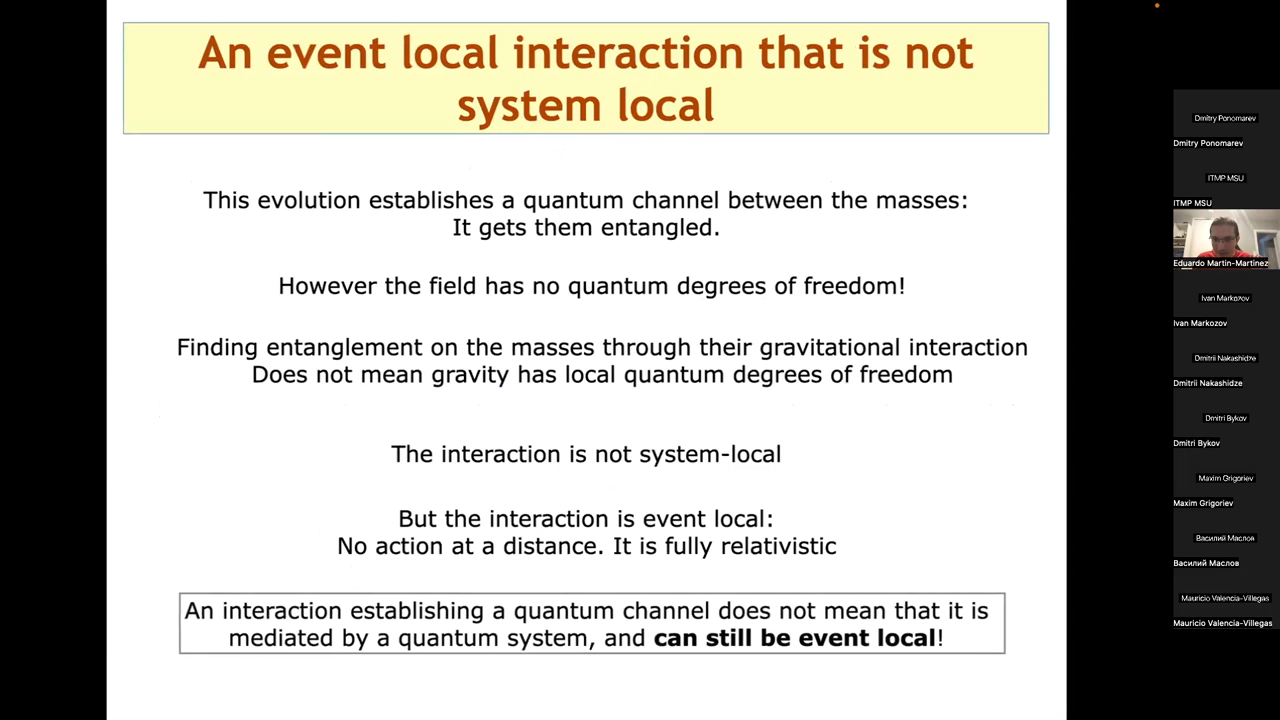 An event local interaction that is not
system local
This evolution establishes a quantum channel between the masses:
It gets them entangled.
However the field has no quantum degrees of freedom!
Finding entanglement on the masses through their gravitational interaction
Does not mean gravity has local quantum degrees of freedom
The interaction is not system-local
But the interaction is event local:
No action at a distance. It is fully relativistic
An interaction establishing a quantum channel does not mean that it is
mediated by a quantum system, and can still be event local!
Dmitry Ponomarev
Dmitry Ponomarev
ITMP MSU
ITMP MSU
Eduardo Martin-Martinez
Ivan Markozov
Ivan Markozov
Dmitrii Nakashidze
Dmitrii Nakashidze
Dmitri Bykov
Dmitri Bykov
Maxim Grigoriev
Maxim Grigoriev
Василий Маслов
Василий Маслов
Mauricio Valencia-Villegas
Mauricio Valencia-Villegas